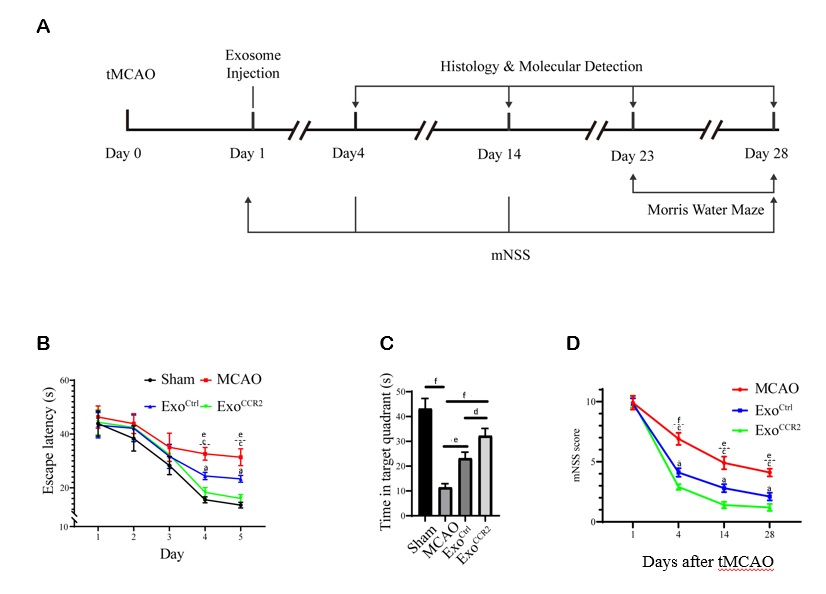 A
tMCAO
Exosome
Injection
Histology & Molecular Detection
Day 0
Day 1
Day4
Day 14
Day 23
Day 28
Morris Water Maze
mNSS
B
Sham
MCAO
Exo^Ctrl
Exo^CCR2
Escape latency (s)
60
40
20
10
e
c
a
e
c
a
1
2
3
4
5
Day
C
Time in target quadrant (s)
50
40
30
20
10
0
f
f
d
e
Sham
MCAO
Exo^Ctrl
Exo^CCR2
D
MCAO
Exo^Ctrl
Exo^CCR2
mNSS score
10
5
0
f
c
a
e
c
a
e
c
a
1
4
14
28
Days after tMCAO